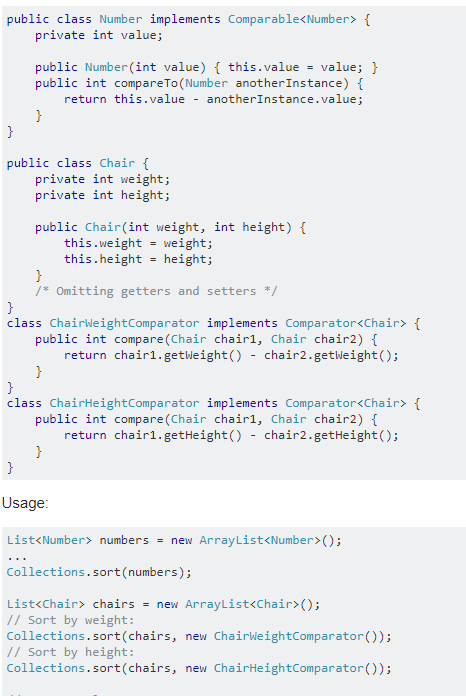 public class Number implements Comparable<Number> {
    private int value;

    public Number(int value) { this.value = value; }
    public int compareTo(Number anotherInstance) {
        return this.value - anotherInstance.value;
    }
}

public class Chair {
    private int weight;
    private int height;

    public Chair(int weight, int height) {
        this.weight = weight;
        this.height = height;
    }
    /* Omitting getters and setters */
}
class ChairWeightComparator implements Comparator<Chair> {
    public int compare(Chair chair1, Chair chair2) {
        return chair1.getWeight() - chair2.getWeight();
    }
}
class ChairHeightComparator implements Comparator<Chair> {
    public int compare(Chair chair1, Chair chair2) {
        return chair1.getHeight() - chair2.getHeight();
    }
}
Usage:
List<Number> numbers = new ArrayList<Number>();
...
Collections.sort(numbers);

List<Chair> chairs = new ArrayList<Chair>();
// Sort by weight:
Collections.sort(chairs, new ChairWeightComparator());
// Sort by height:
Collections.sort(chairs, new ChairHeightComparator());